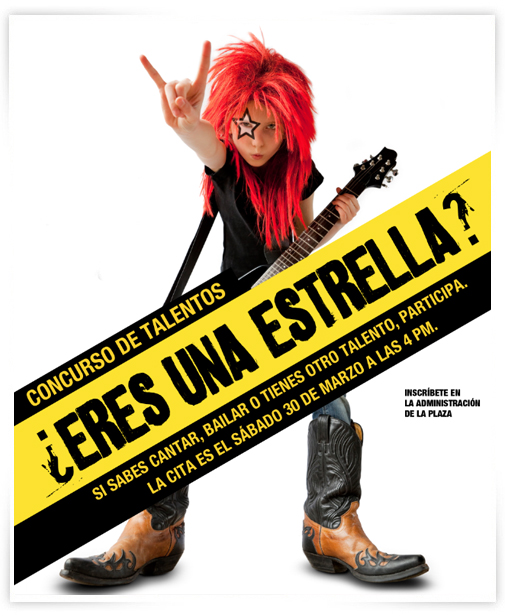 CONCURSO DE TALENTOS
¿ERES UNA ESTRELLA?
SI SABES CANTAR, BAILAR O TIENES OTRO TALENTO, PARTICIPA.
LA CITA ES EL SÁBADO 30 DE MARZO A LAS 4 PM.
INSCRÍBETE EN
LA ADMINISTRACIÓN
DE LA PLAZA